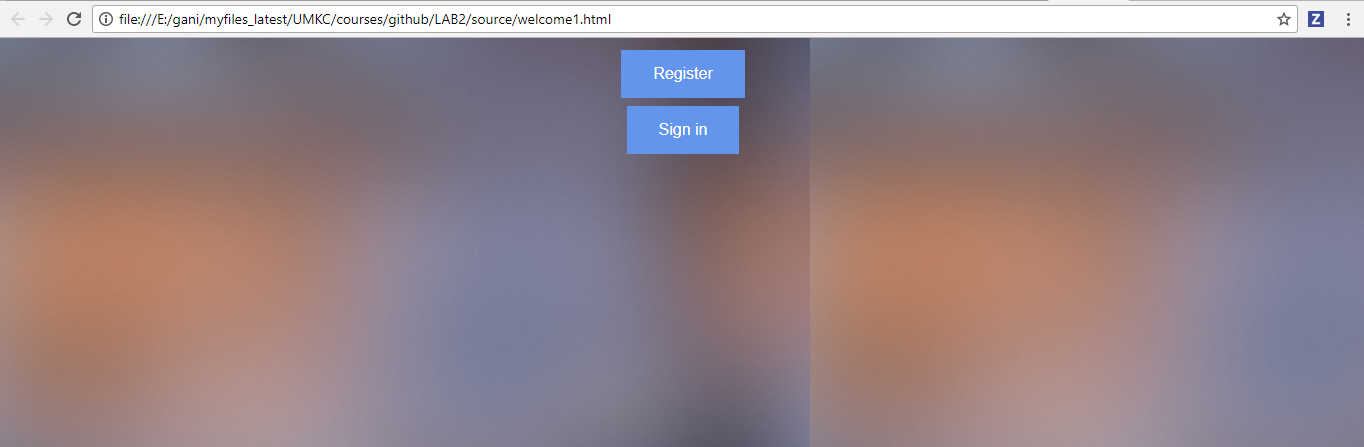 file:///E:/gani/myfiles_latest/UMKC/courses/github/LAB2/source/welcome1.html
Z
Register
Sign in